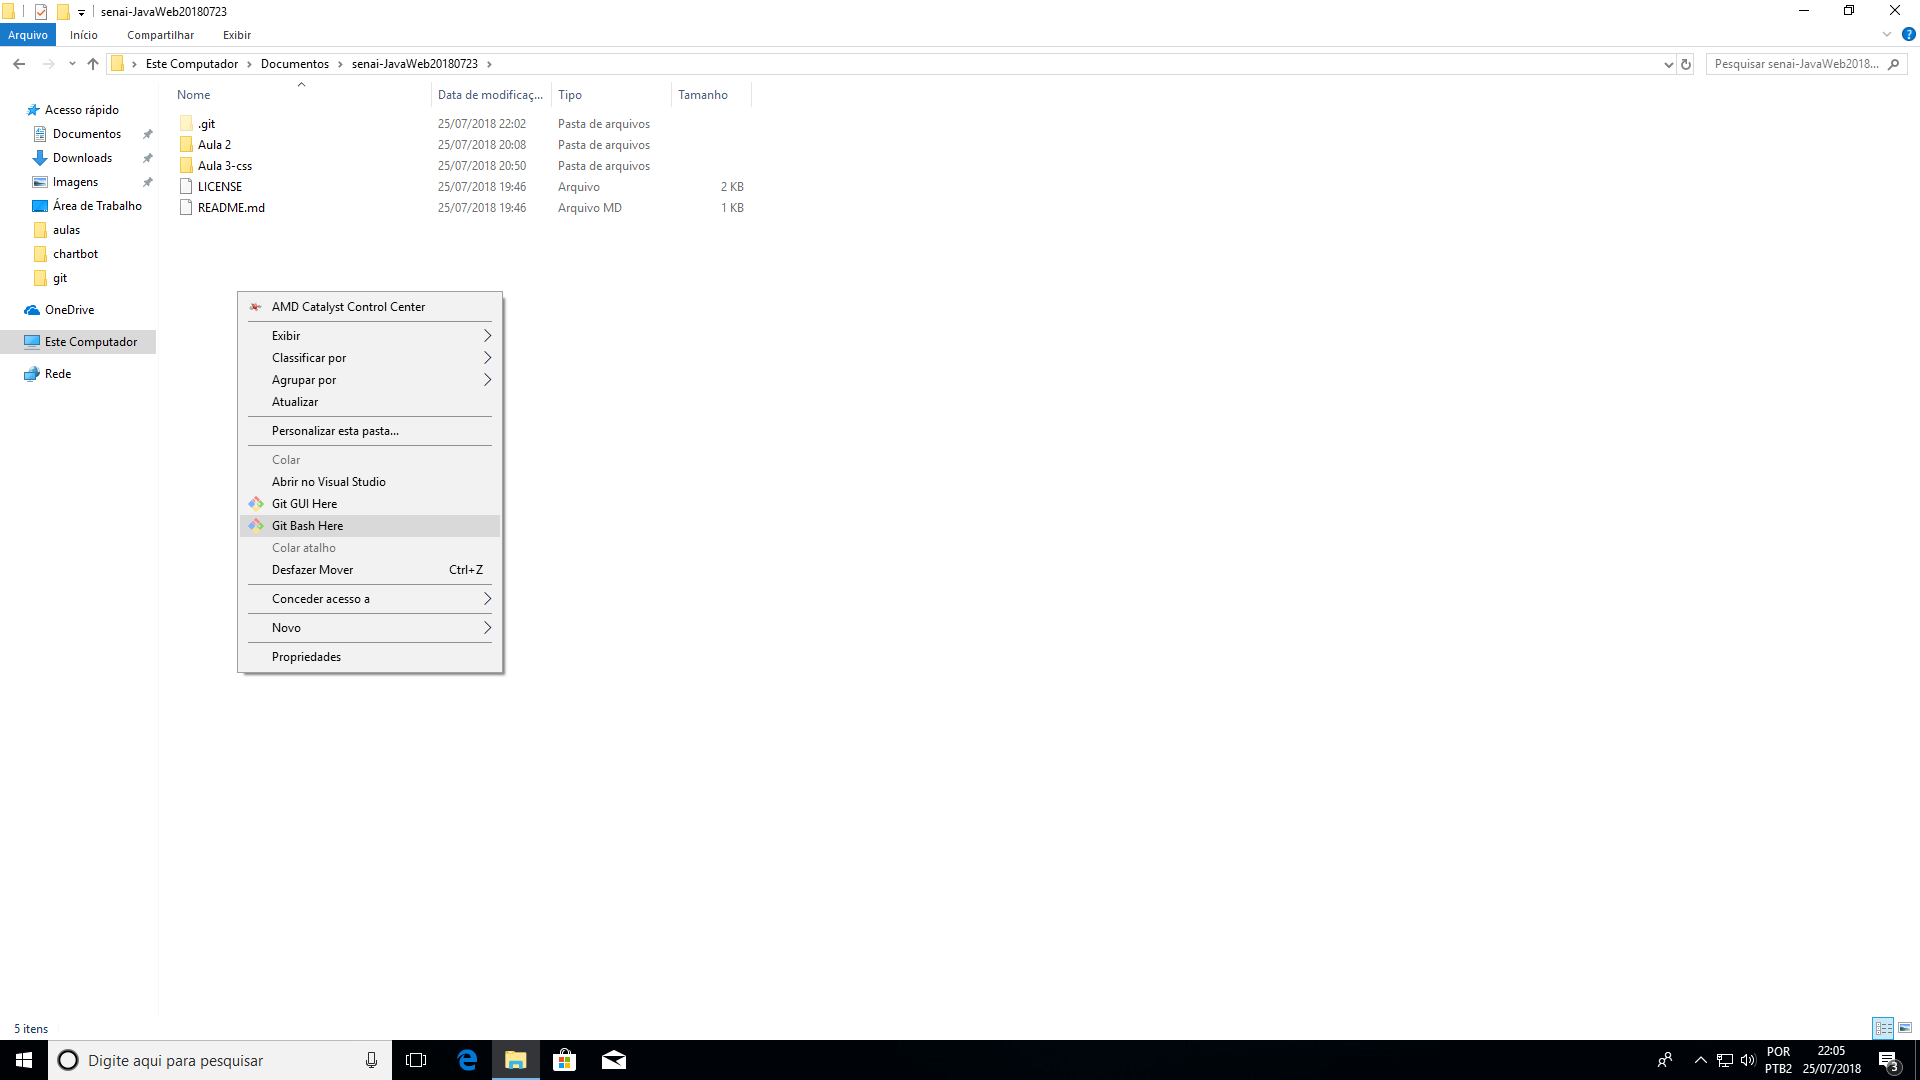 senai-JavaWeb20180723
Arquivo Início Compartilhar Exibir
Este Computador Documentos senai-JavaWeb20180723
Pesquisar senai-JavaWeb2018...
Nome Data de modificaç... Tipo Tamanho
.git 25/07/2018 22:02 Pasta de arquivos
Aula 2 25/07/2018 20:08 Pasta de arquivos
Aula 3-css 25/07/2018 20:50 Pasta de arquivos
LICENSE 25/07/2018 19:46 Arquivo 2 KB
README.md 25/07/2018 19:46 Arquivo MD 1 KB
Acesso rápido
Documentos
Downloads
Imagens
Área de Trabalho
aulas
chartbot
git
OneDrive
Este Computador
Rede
AMD Catalyst Control Center
Exibir
Classificar por
Agrupar por
Atualizar
Personalizar esta pasta...
Colar
Abrir no Visual Studio
Git GUI Here
Git Bash Here
Colar atalho
Desfazer Mover Ctrl+Z
Conceder acesso a
Novo
Propriedades
5 itens
Digite aqui para pesquisar
POR
PTB2
22:05
25/07/2018
3